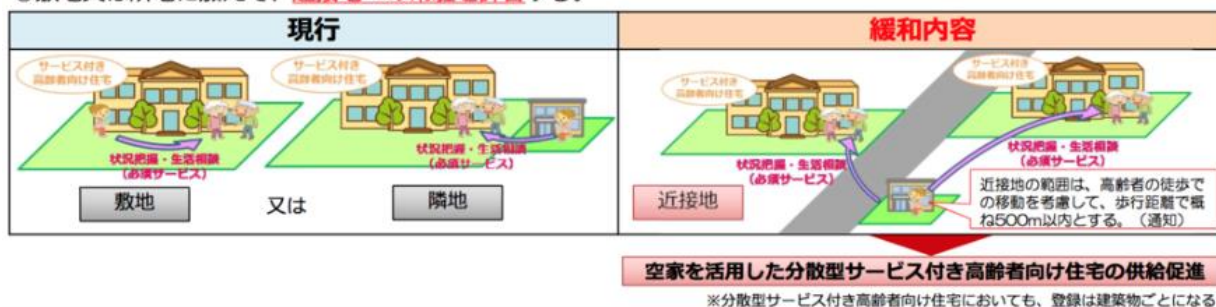 現行
緩和内容
サービス付き
高齢者向け住宅
状況把握・生活相談
(必須サービス)
敷地
又は
サービス付き
高齢者向け住宅
状況把握・生活相談
(必須サービス)
隣地
サービス付き
高齢者向け住宅
状況把握・生活相談
(必須サービス)
近接地
サービス付き
高齢者向け住宅
状況把握・生活相談
(必須サービス)
近接地の範囲は、高齢者の徒歩で
の移動を考慮して、歩行距離で概
ね500m以内とする。(通知)
空家を活用した分散型サービス付き高齢者向け住宅の供給促進
※分散型サービス付き高齢者向け住宅においても、登録は建築物ごとになる